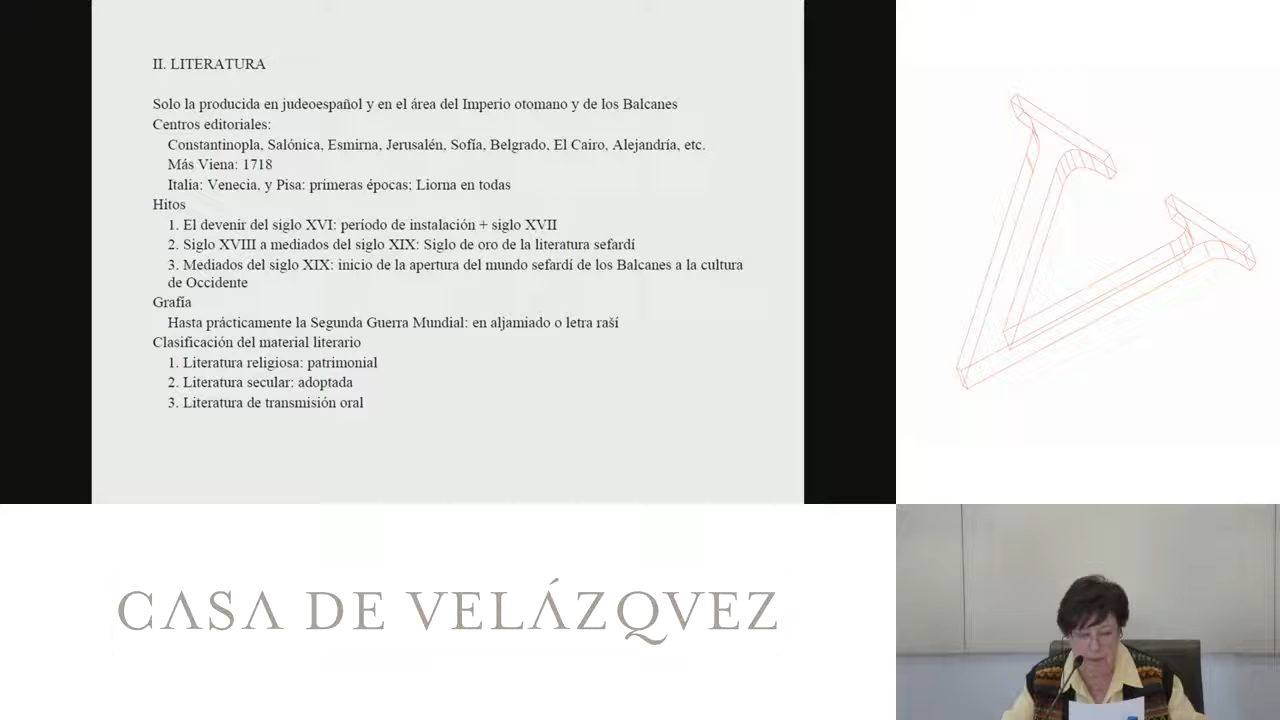 II. LITERATURA
Solo la producida en judeoespañol y en el área del Imperio otomano y de los Balcanes
Centros editoriales:
Constantinopla, Salónica, Esmirna, Jerusalén, Sofía, Belgrado, El Cairo, Alejandría, etc.
Más Viena: 1718
Italia: Venecia, y Pisa: primeras épocas; Liorna en todas
Hitos
1. El devenir del siglo XVI: período de instalación + siglo XVII
2. Siglo XVIII a mediados del siglo XIX: Siglo de oro de la literatura sefardí
3. Mediados del siglo XIX: inicio de la apertura del mundo sefardí de los Balcanes a la cultura
de Occidente
Grafía
Hasta prácticamente la Segunda Guerra Mundial: en aljamiado o letra raší
Clasificación del material literario
1. Literatura religiosa: patrimonial
2. Literatura secular: adoptada
3. Literatura de transmisión oral
CASA DE VELÁZQVEZ